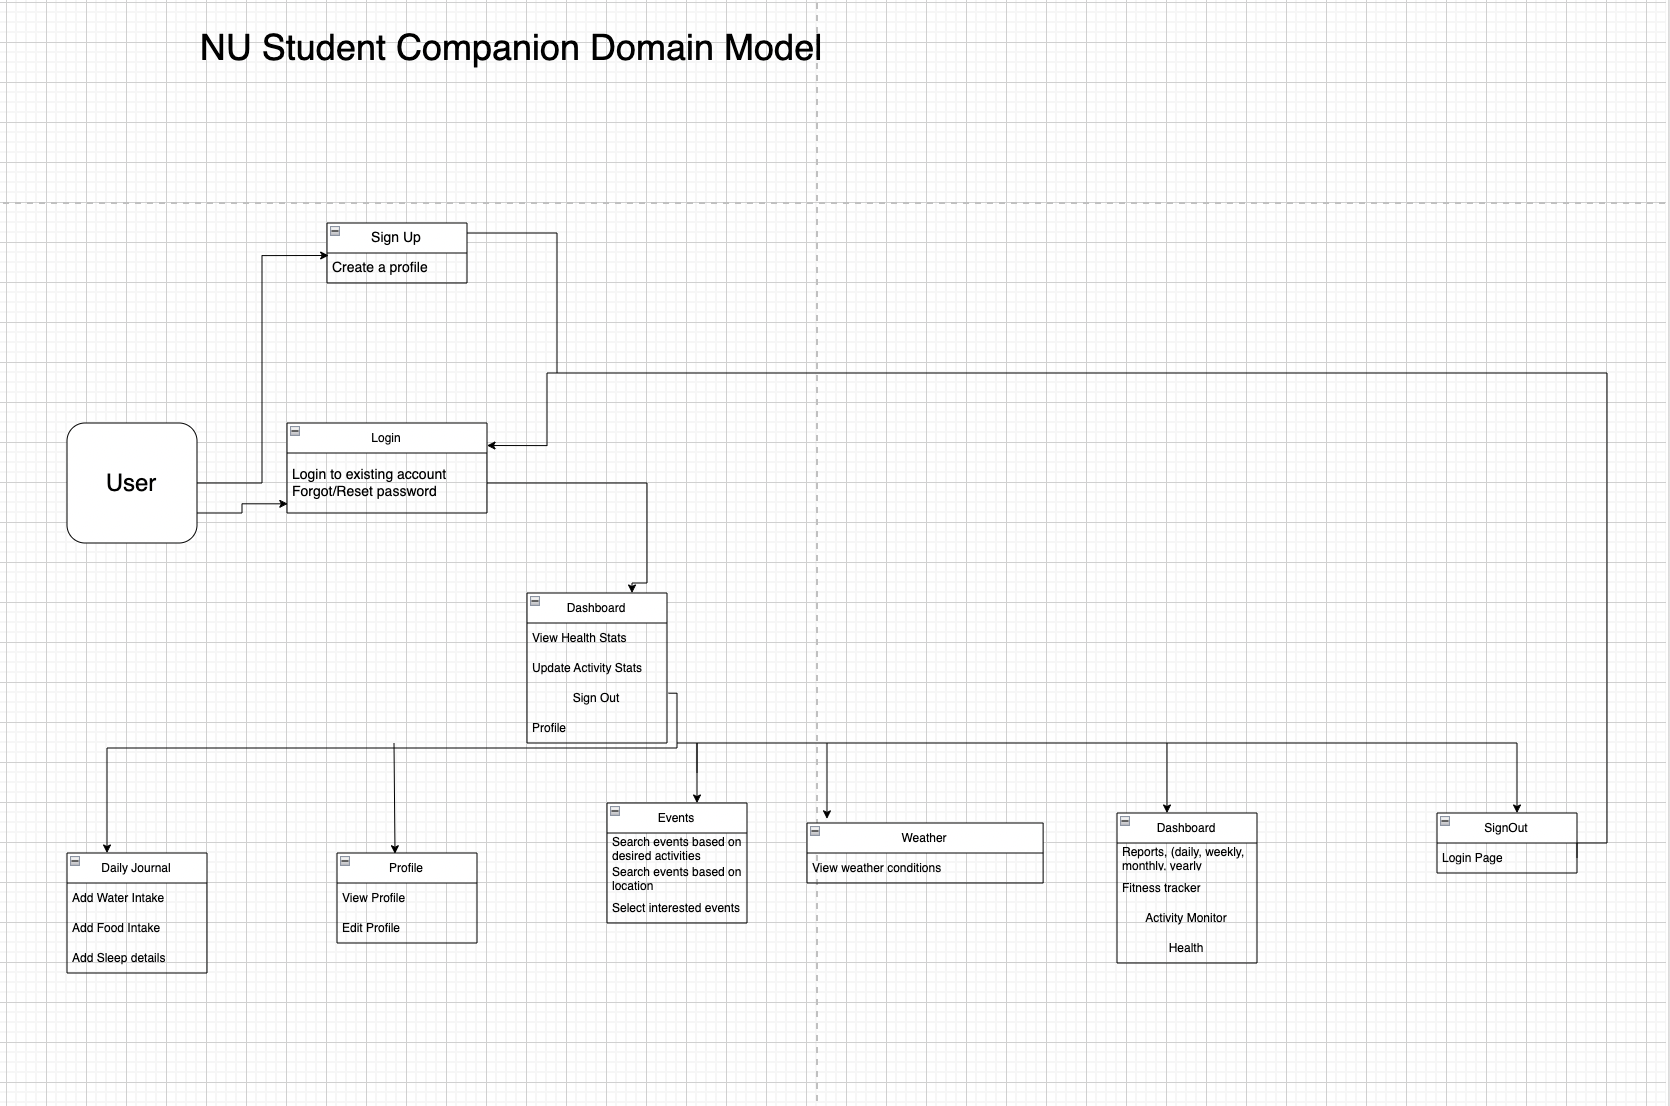 NU Student Companion Domain Model
Sign Up
Create a profile
User
Login
Login to existing account
Forgot/Reset password
Dashboard
View Health Stats
Update Activity Stats
Sign Out
Profile
Daily Journal
Add Water Intake
Add Food Intake
Add Sleep details
Profile
View Profile
Edit Profile
Events
Search events based on
desired activities
Search events based on
location
Select interested events
Weather
View weather conditions
Dashboard
Reports, (daily, weekly,
monthly, yearly
Fitness tracker
Activity Monitor
Health
SignOut
Login Page